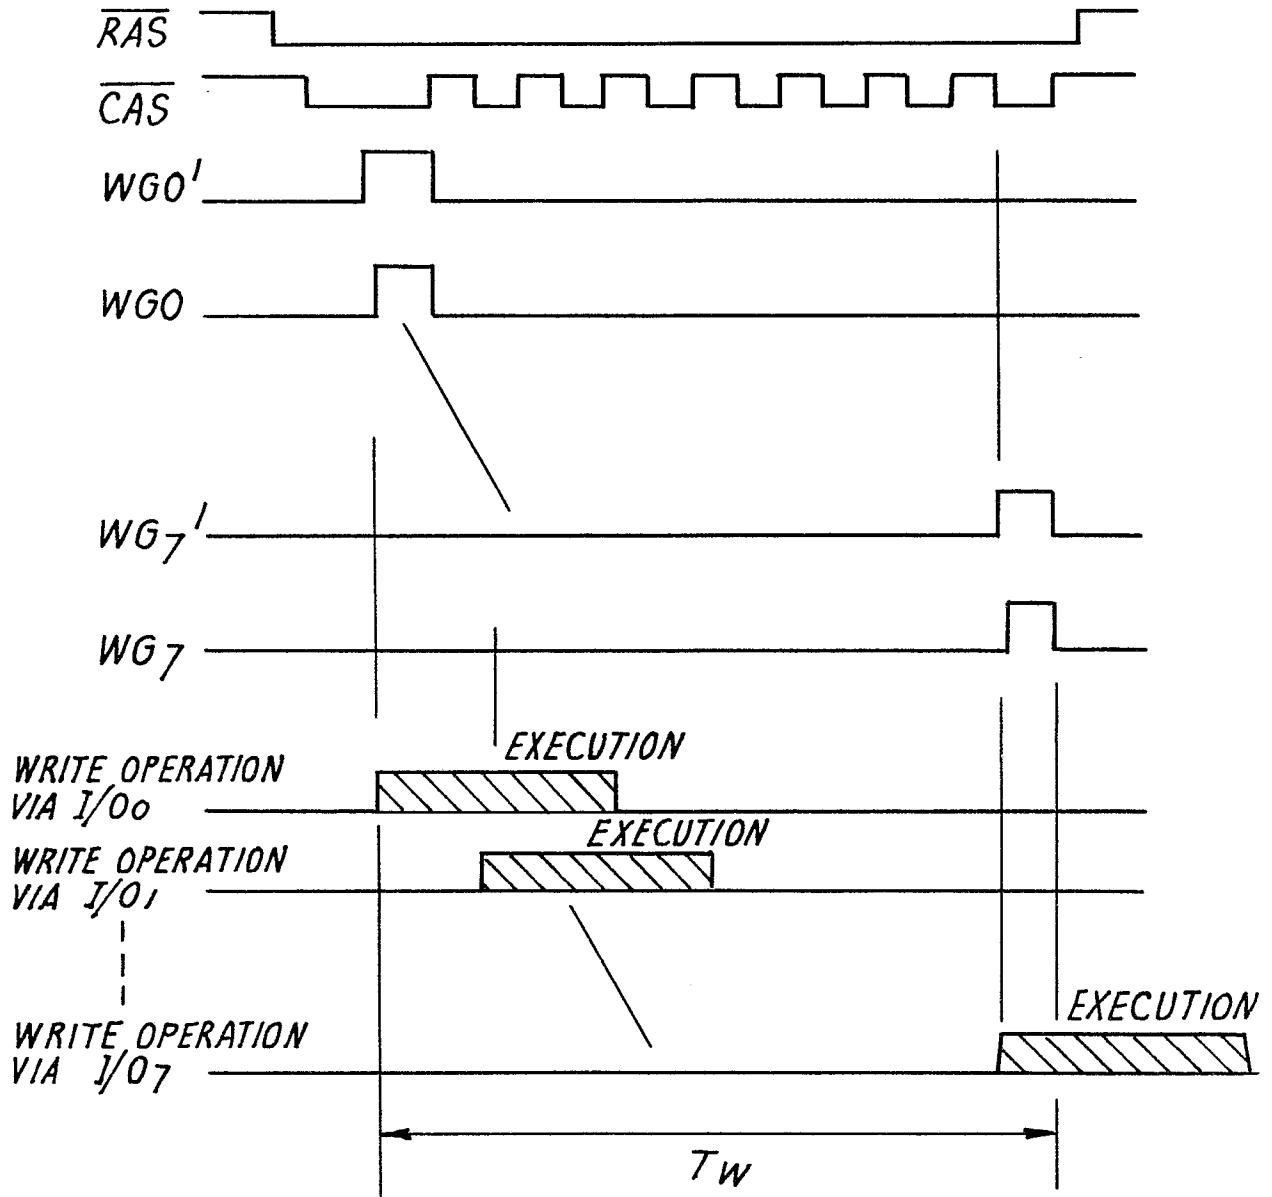 RAS
CAS
WG0'
WG0
WG7'
WG7
EXECUTION
WRITE OPERATION
VIA I/O0
EXECUTION
WRITE OPERATION
VIA I/O1
EXECUTION
WRITE OPERATION
VIA I/O7
TW